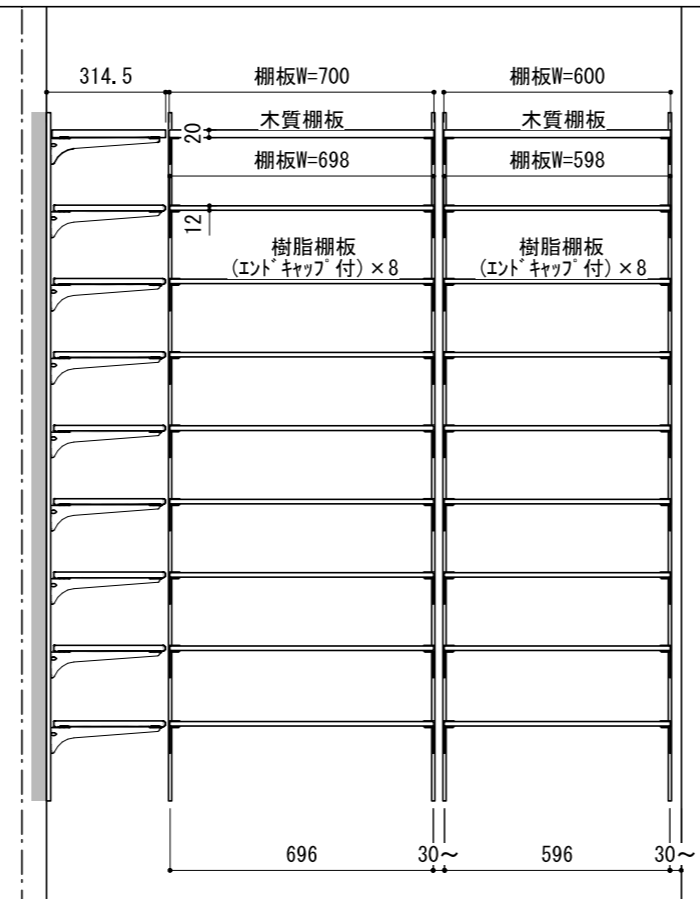 314.5
棚板W=700
棚板W=600
木質棚板
木質棚板
20
棚板W=698
棚板W=598
12
樹脂棚板
(ｴﾝﾄﾞｷｬｯﾌﾟ付)×8
樹脂棚板
(ｴﾝﾄﾞｷｬｯﾌﾟ付)×8
696
30～
596
30～